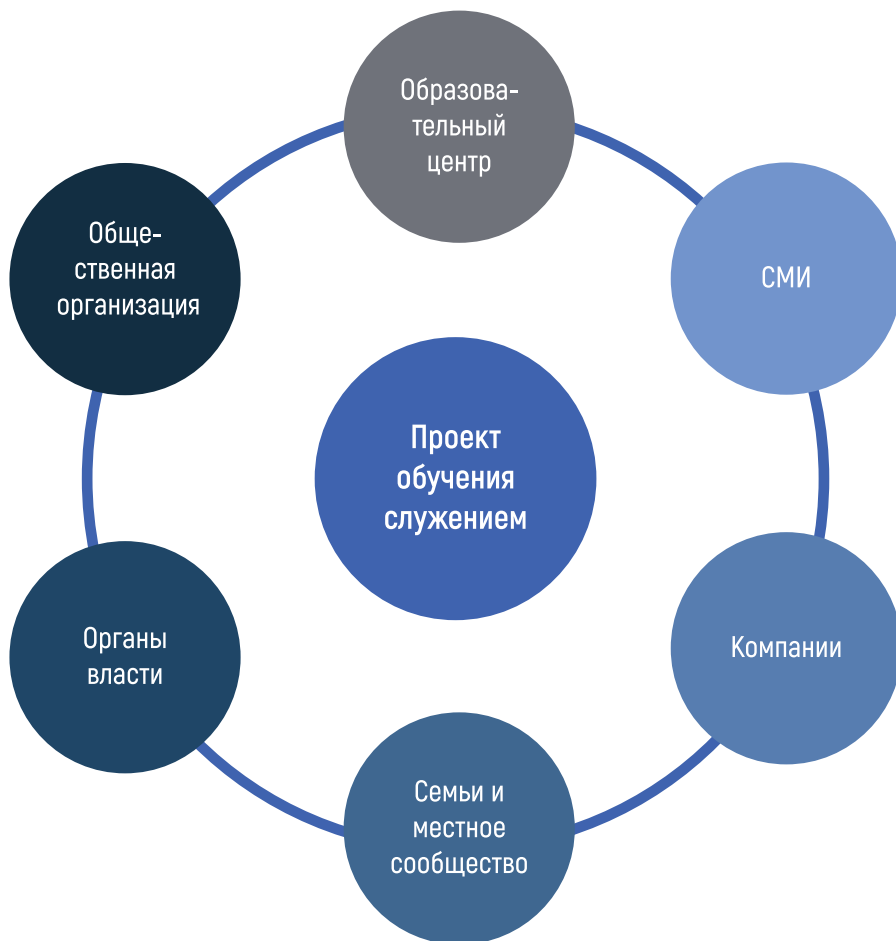 Образова-
тельный
центр
Обще-
ственная
организация
СМИ
Проект
обучения
служением
Органы
власти
Компании
Семьи и
местное
сообщество